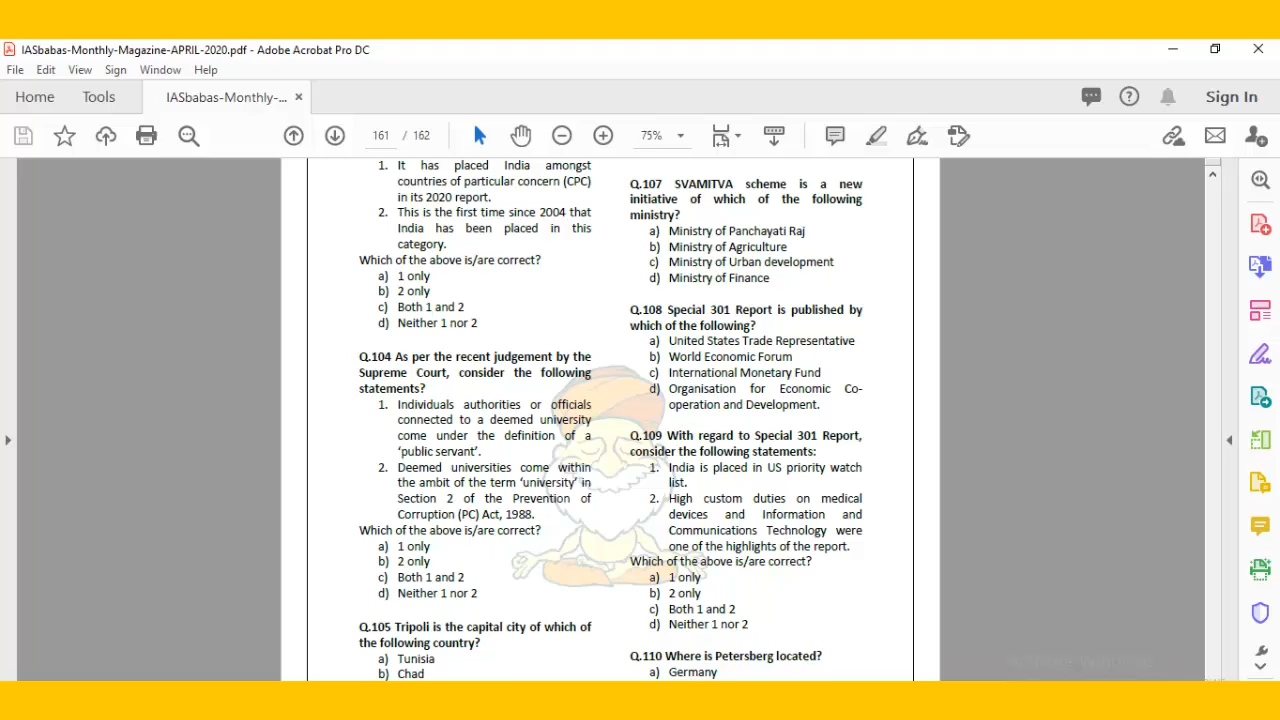 IASbabas-Monthly-Magazine-APRIL-2020.pdf - Adobe Acrobat Pro DC
File Edit View Sign Window Help
Home Tools IASbabas-Monthly-... × Sign In
161 / 162 75%
1. It has placed India amongst
countries of particular concern (CPC)
in its 2020 report.
2. This is the first time since 2004 that
India has been placed in this
category.
Which of the above is/are correct?
a) 1 only
b) 2 only
c) Both 1 and 2
d) Neither 1 nor 2
Q.104 As per the recent judgement by the
Supreme Court, consider the following
statements?
1. Individuals authorities or officials
connected to a deemed university
come under the definition of a
‘public servant’.
2. Deemed universities come within
the ambit of the term ‘university’ in
Section 2 of the Prevention of
Corruption (PC) Act, 1988.
Which of the above is/are correct?
a) 1 only
b) 2 only
c) Both 1 and 2
d) Neither 1 nor 2
Q.105 Tripoli is the capital city of which of
the following country?
a) Tunisia
b) Chad
Q.107 SVAMITVA scheme is a new
initiative of which of the following
ministry?
a) Ministry of Panchayati Raj
b) Ministry of Agriculture
c) Ministry of Urban development
d) Ministry of Finance
Q.108 Special 301 Report is published by
which of the following?
a) United States Trade Representative
b) World Economic Forum
c) International Monetary Fund
d) Organisation for Economic Co-
operation and Development.
Q.109 With regard to Special 301 Report,
consider the following statements:
1. India is placed in US priority watch
list.
2. High custom duties on medical
devices and Information and
Communications Technology were
one of the highlights of the report.
Which of the above is/are correct?
a) 1 only
b) 2 only
c) Both 1 and 2
d) Neither 1 nor 2
Q.110 Where is Petersberg located?
a) Germany